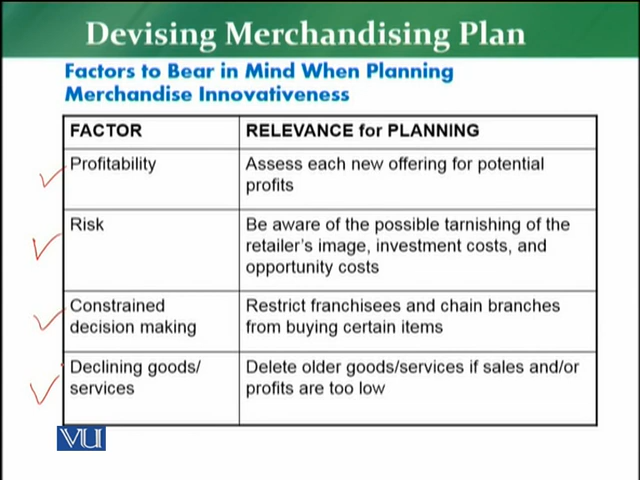 Devising Merchandising Plan
Factors to Bear in Mind When Planning
Merchandise Innovativeness
FACTOR RELEVANCE for PLANNING
Profitability Assess each new offering for potential
profits
Risk Be aware of the possible tarnishing of the
retailer's image, investment costs, and
opportunity costs
Constrained Restrict franchisees and chain branches
decision making from buying certain items
Declining goods/ Delete older goods/services if sales and/or
services profits are too low
VU